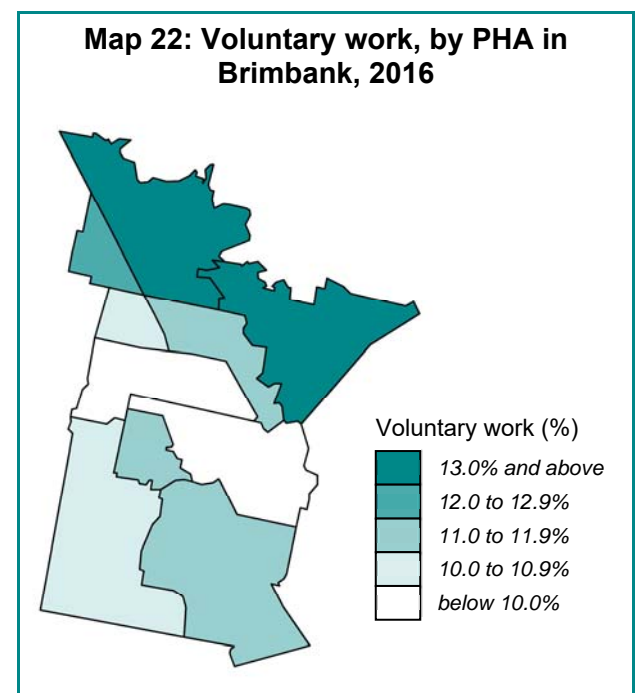 Map 22: Voluntary work, by PHA in
Brimbank, 2016
Voluntary work (%)
13.0% and above
12.0 to 12.9%
11.0 to 11.9%
10.0 to 10.9%
below 10.0%